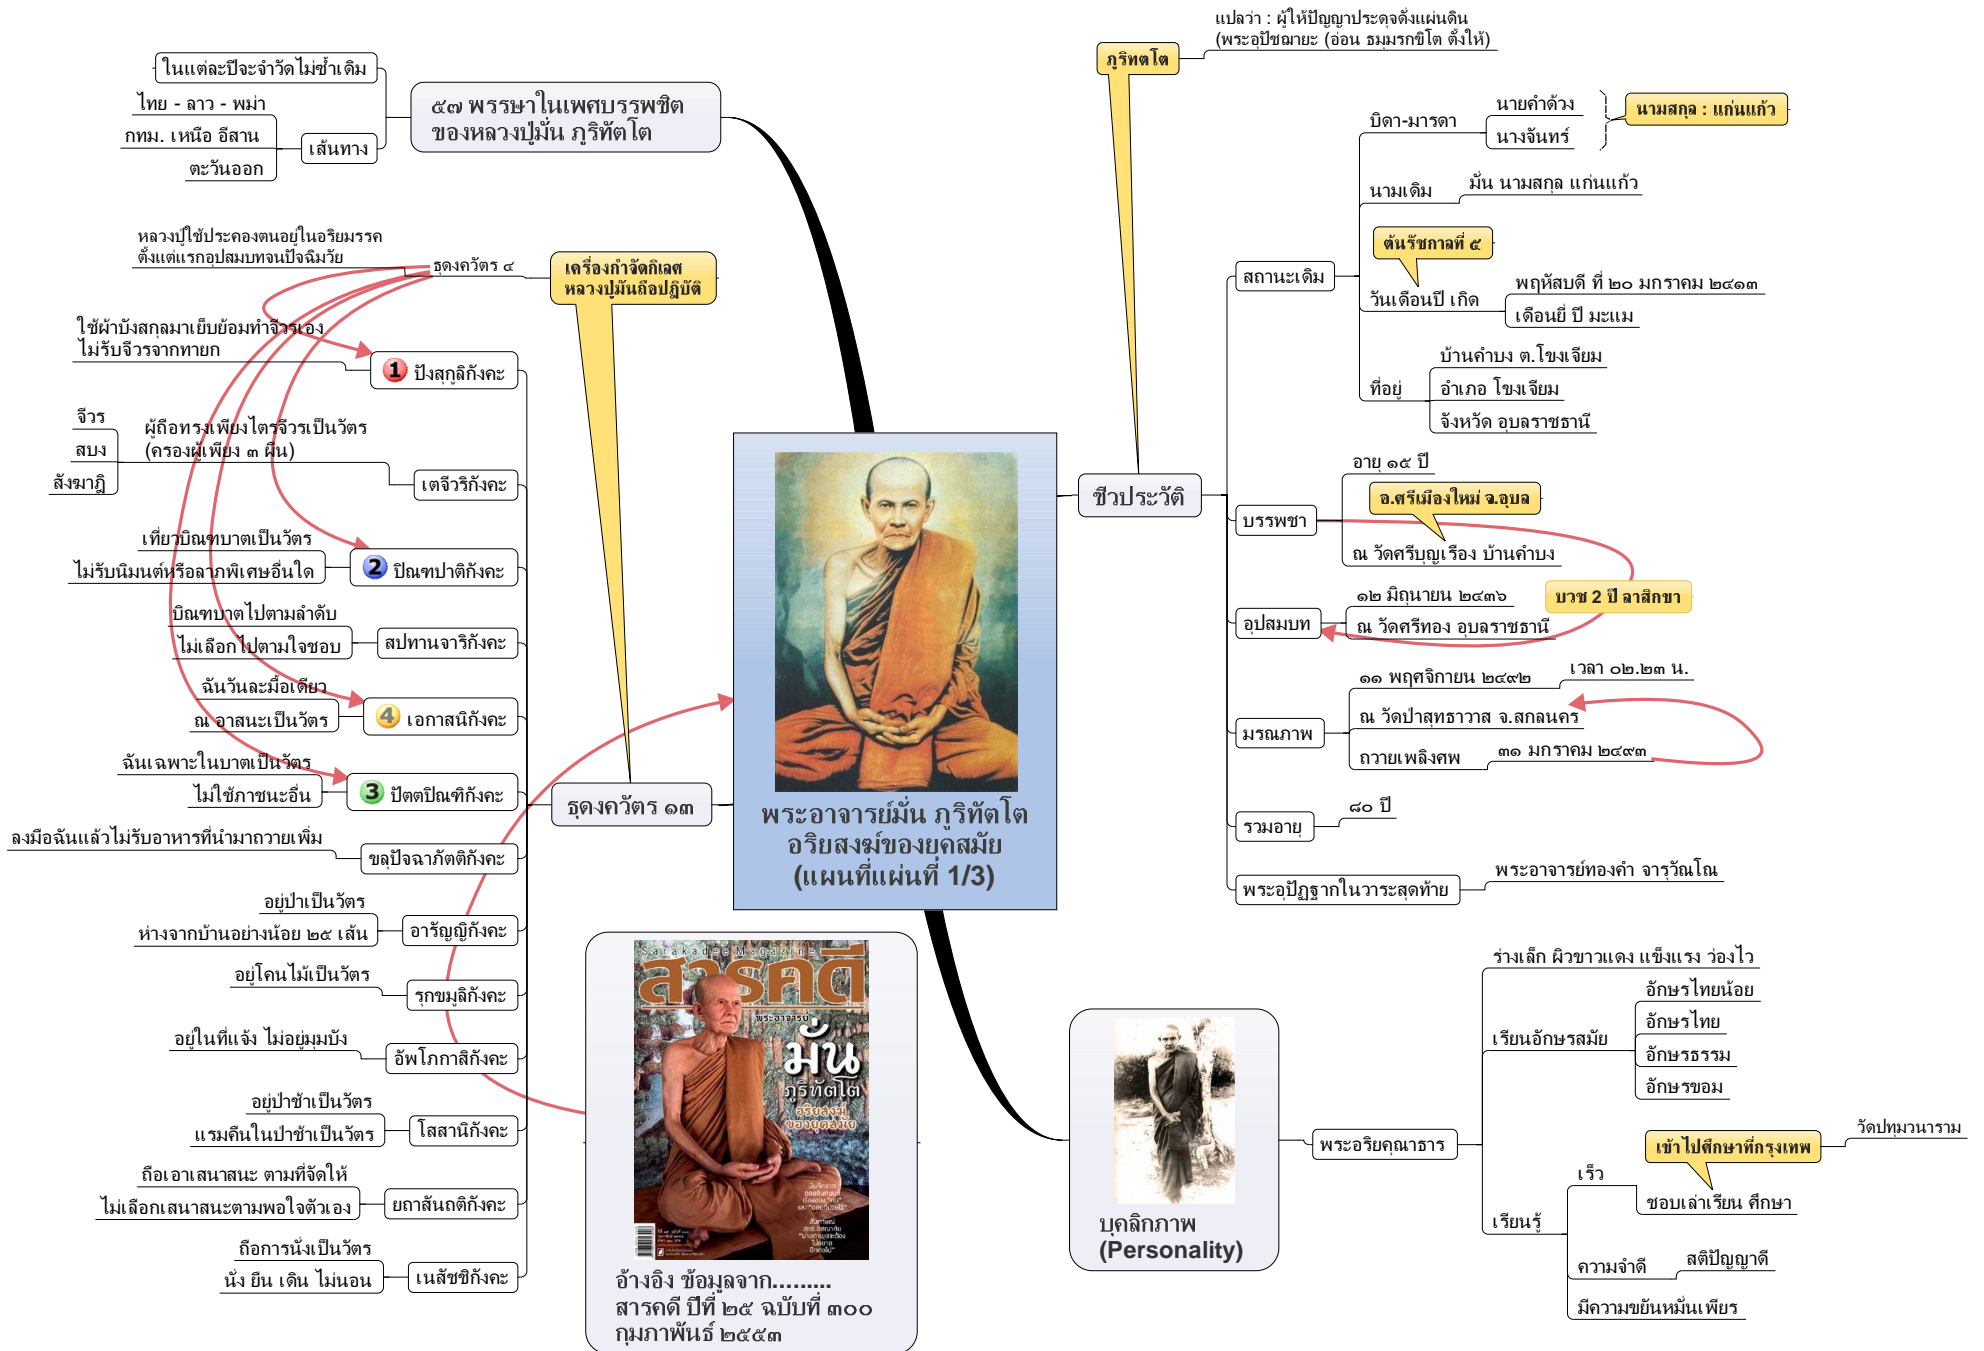 พระอาจารย์มั่น ภูริทัตโต
อริยสงฆ์ของยุคสมัย
(แผนที่แผ่นที่ 1/3)
ชีวประวัติ
ภูริทตโต
แปลว่า : ผู้ให้ปัญญาประดุจดั่งแผ่นดิน
(พระอุปัชฌายะ (อ่อน ธมฺมรกขิโต ตั้งให้)
สถานะเดิม
บิดา-มารดา
นายคำด้วง
นางจันทร์
นามสกุล : แก่นแก้ว
นามเดิม
มั่น นามสกุล แก่นแก้ว
ต้นรัชกาลที่ ๕
วันเดือนปี เกิด
พฤหัสบดี ที่ ๒๐ มกราคม ๒๔๑๓
เดือนยี่ ปี มะแม
ที่อยู่
บ้านคำบง ต.โขงเจียม
อำเภอ โขงเจียม
จังหวัด อุบลราชธานี
บรรพชา
อายุ ๑๕ ปี
อ.ศรีเมืองใหม่ จ.อุบล
ณ วัดศรีบุญเรือง บ้านคำบง
บวช 2 ปี ลาสิกขา
อุปสมบท
๑๒ มิถุนายน ๒๔๓๖
ณ วัดศรีทอง อุบลราชธานี
มรณภาพ
๑๑ พฤศจิกายน ๒๔๙๒
เวลา ๐๒.๒๓ น.
ณ วัดป่าสุทธาวาส จ.สกลนคร
ถวายเพลิงศพ
๓๑ มกราคม ๒๔๙๓
รวมอายุ
๘๐ ปี
พระอุปัฏฐากในวาระสุดท้าย
พระอาจารย์ทองคำ จารุวัณโณ
บุคลิกภาพ
(Personality)
พระอริยคุณาธาร
ร่างเล็ก ผิวขาวแดง แข็งแรง ว่องไว
เรียนอักษรสมัย
อักษรไทยน้อย
อักษรไทย
อักษรธรรม
อักษรขอม
เรียนรู้
เร็ว
เข้าไปศึกษาที่กรุงเทพ
วัดปทุมวนาราม
ชอบเล่าเรียน ศึกษา
ความจำดี
สติปัญญาดี
มีความขยันหมั่นเพียร
๕๗ พรรษาในเพศบรรพชิต
ของหลวงปู่มั่น ภูริทัตโต
ในแต่ละปีจะจำวัดไม่ซ้ำเดิม
เส้นทาง
ไทย - ลาว - พม่า
กทม. เหนือ อีสาน
ตะวันออก
เครื่องกำจัดกิเลศ
หลวงปู่มั่นถือปฏิบัติ
ธุดงควัตร ๔
หลวงปู่ใช้ประคองตนอยู่ในอริยมรรค
ตั้งแต่แรกอุปสมบทจนปัจฉิมวัย
ธุดงควัตร ๑๓
1 ปังสุกูลิกังคะ
ใช้ผ้าบังสกุลมาเย็บย้อมทำจีวรเอง
ไม่รับจีวรจากทายก
เตจีวริกังคะ
ผู้ถือทรงเพียงไตรจีวรเป็นวัตร
(ครองผู้เพียง ๓ ผืน)
จีวร
สบง
สังฆาฎิ
2 ปิณฑปาติกังคะ
เที่ยวบิณฑบาตเป็นวัตร
ไม่รับนิมนต์หรือลาภพิเศษอื่นใด
สปทานจาริกังคะ
บิณฑบาตไปตามลำดับ
ไม่เลือกไปตามใจชอบ
4 เอกาสนิกังคะ
ฉันวันละมื้อเดียว
ณ อาสนะเป็นวัตร
3 ปัตตปิณฑิกังคะ
ฉันเฉพาะในบาตเป็นวัตร
ไม่ใช้ภาชนะอื่น
ขลุปัจฉาภัตติกังคะ
ลงมือฉันแล้วไม่รับอาหารที่นำมาถวายเพิ่ม
อารัญญิกังคะ
อยู่ป่าเป็นวัตร
ห่างจากบ้านอย่างน้อย ๒๕ เส้น
รุกขมูลิกังคะ
อยู่โคนไม้เป็นวัตร
อัพโภกาสิกังคะ
อยู่ในที่แจ้ง ไม่อยู่มุมบัง
โสสานิกังคะ
อยู่ป่าช้าเป็นวัตร
แรมคืนในป่าช้าเป็นวัตร
ยถาสันถติกังคะ
ถือเอาเสนาสนะ ตามที่จัดให้
ไม่เลือกเสนาสนะตามพอใจตัวเอง
เนสัชชิกังคะ
ถือการนั่งเป็นวัตร
นั่ง ยืน เดิน ไม่นอน
Sarakadee Magazine
สารคดี
พระอาจารย์
มั่น
ภูริทัตโต
อริยสงฆ์
ของยุคสมัย
อ้างอิง ข้อมูลจาก.........
สารคดี ปีที่ ๒๕ ฉบับที่ ๓๐๐
กุมภาพันธ์ ๒๕๕๓